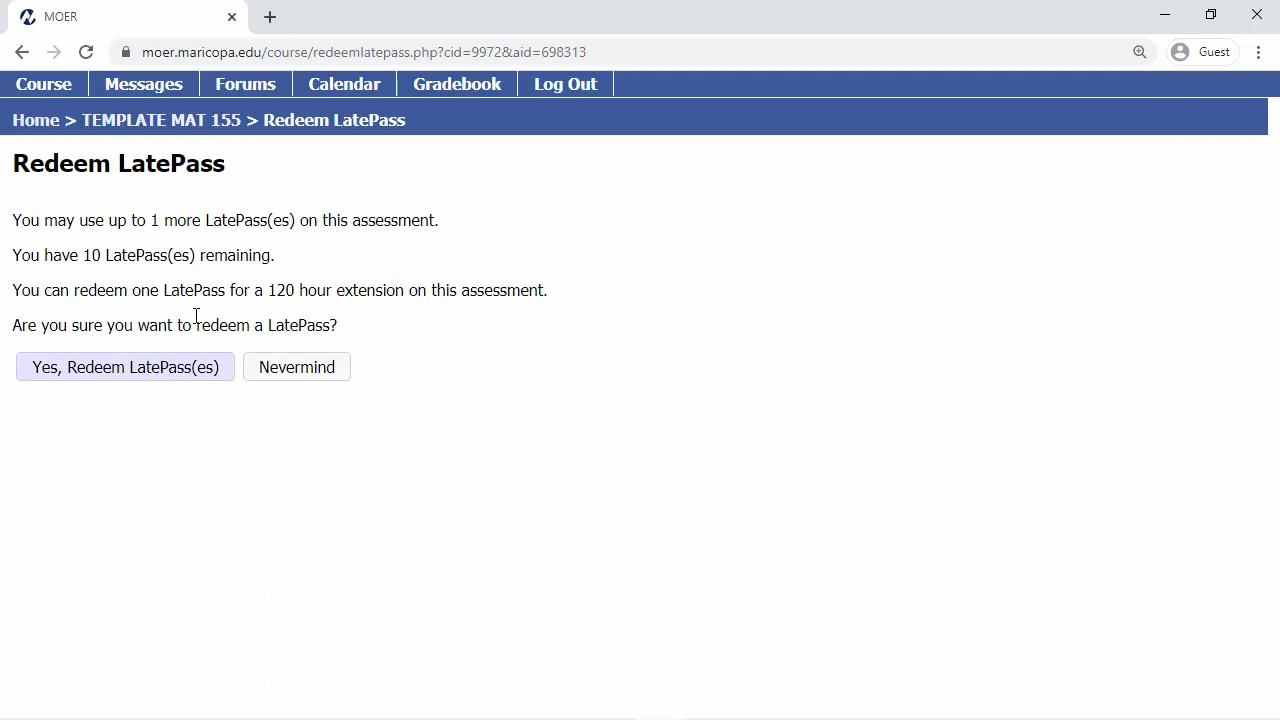 MOER
moer.maricopa.edu/course/redeemlatepass.php?cid=9972&aid=698313
Guest
Course Messages Forums Calendar Gradebook Log Out
Home > TEMPLATE MAT 155 > Redeem LatePass
Redeem LatePass
You may use up to 1 more LatePass(es) on this assessment.
You have 10 LatePass(es) remaining.
You can redeem one LatePass for a 120 hour extension on this assessment.
Are you sure you want to redeem a LatePass?
Yes, Redeem LatePass(es) Nevermind